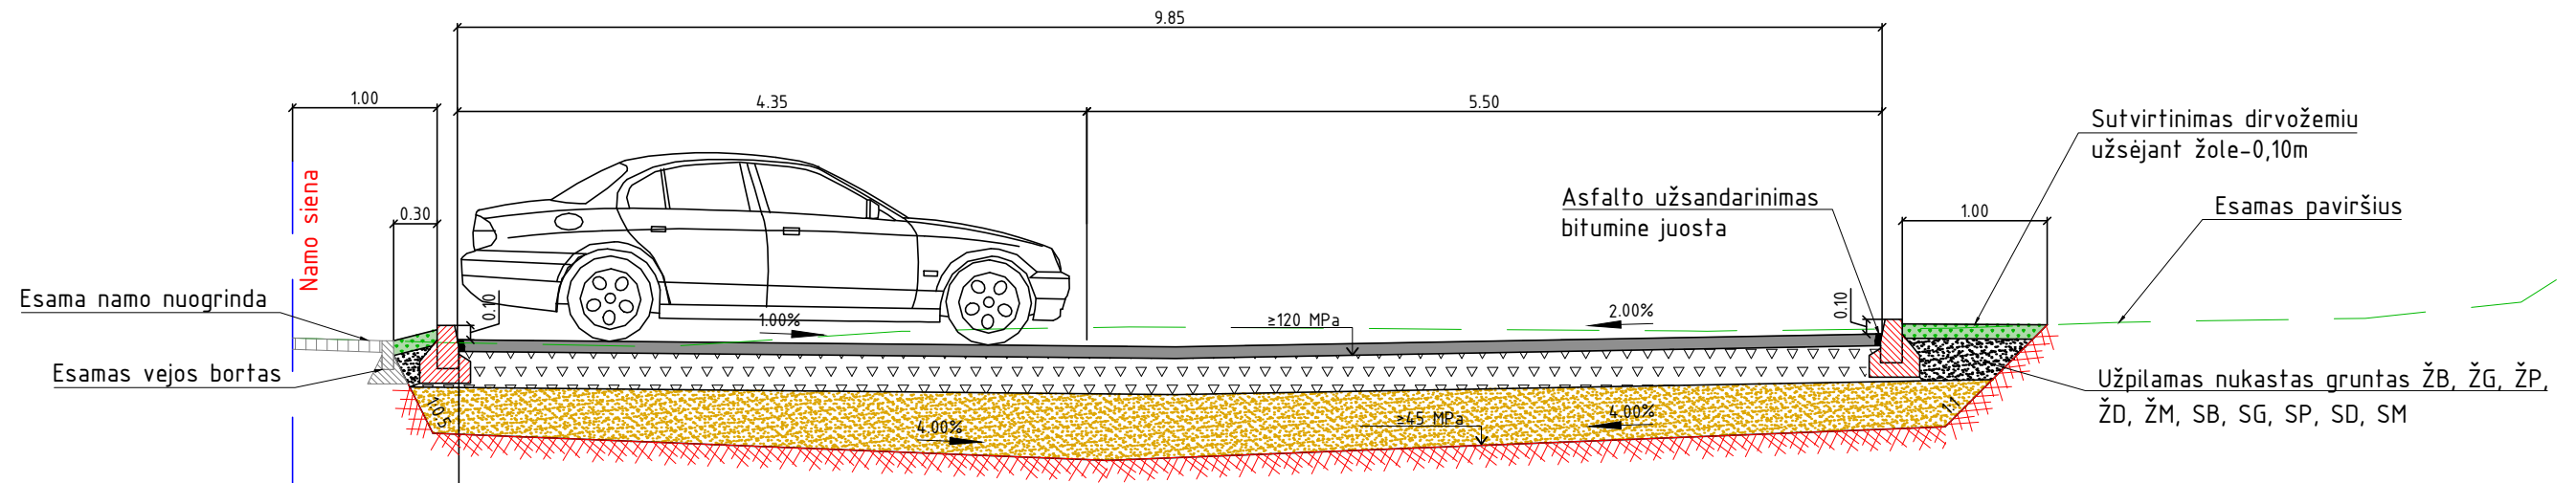 9.85
1.00
4.35
5.50
Sutvirtinimas dirvožemiu
užsėjant žole-0,10m
Namo siena
0.30
Asfalto užsandarinimas
bitumine juosta
1.00
Esamas paviršius
Esama namo nuogrinda
0.10
1.00%
≥120 MPa
2.00%
0.10
Esamas vejos bortas
Užpilamas nukastas gruntas ŽB, ŽG, ŽP,
ŽD, ŽM, SB, SG, SP, SD, SM
1:0.5
4.00%
≥45 MPa
4.00%
1:1